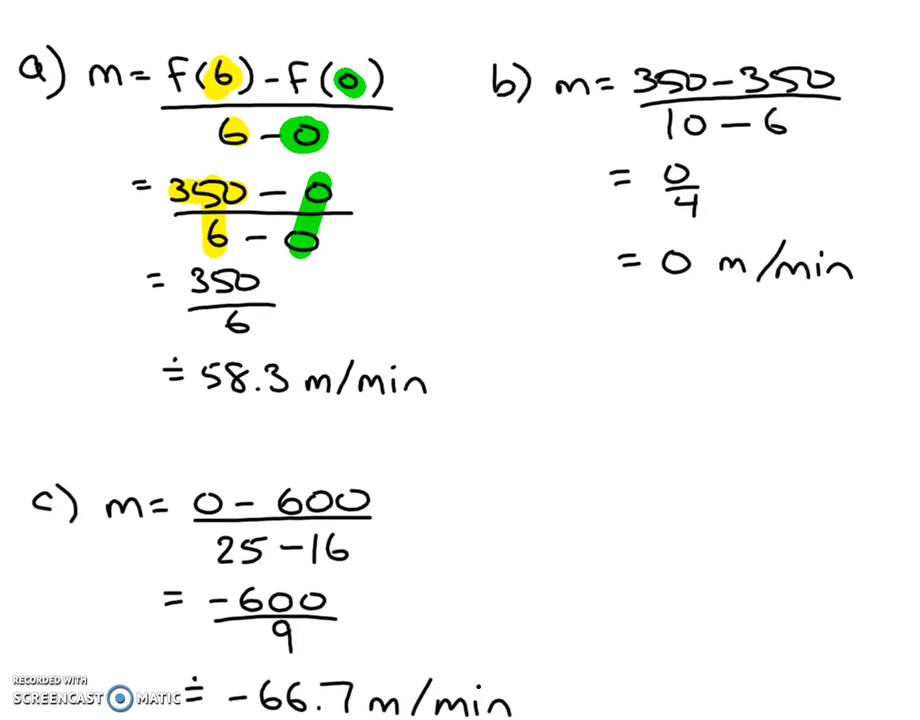 a) m = f(6) - f(0)
6 - 0
= 350 - 0
6 - 0
= 350
6
≑ 58.3 m/min
b) m = 350 - 350
10 - 6
= 0
4
= 0 m/min
c) m = 0 - 600
25 - 16
= -600
9
≑ -66.7 m/min
RECORDED WITH
SCREENCAST MATIC